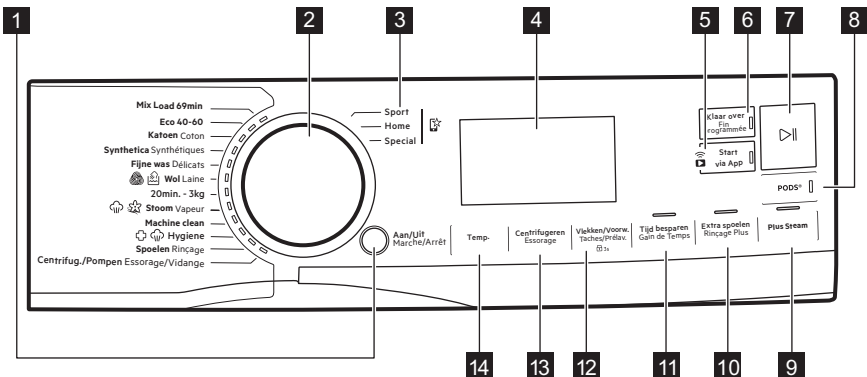 1
2
3
4
5
6
7
8
Mix Load 69min
Eco 40-60
Katoen Coton
Synthetica Synthétiques
Fijne was Délicats
Wol Laine
20min. - 3kg
Stoom Vapeur
Machine clean
Hygiene
Spoelen Rinçage
Centrifug./Pompen Essorage/Vidange
Sport
Home
Special
Aan/Uit
Marche/Arrêt
Klaar over
Fin
rogrammée
Start
via App
PODS®
Temp.
Centrifugeren
Essorage
Vlekken/Voorw.
Taches/Prélav.
3s
Tijd besparen
Gain de Temps
Extra spoelen
Rinçage Plus
Plus Steam
14
13
12
11
10
9